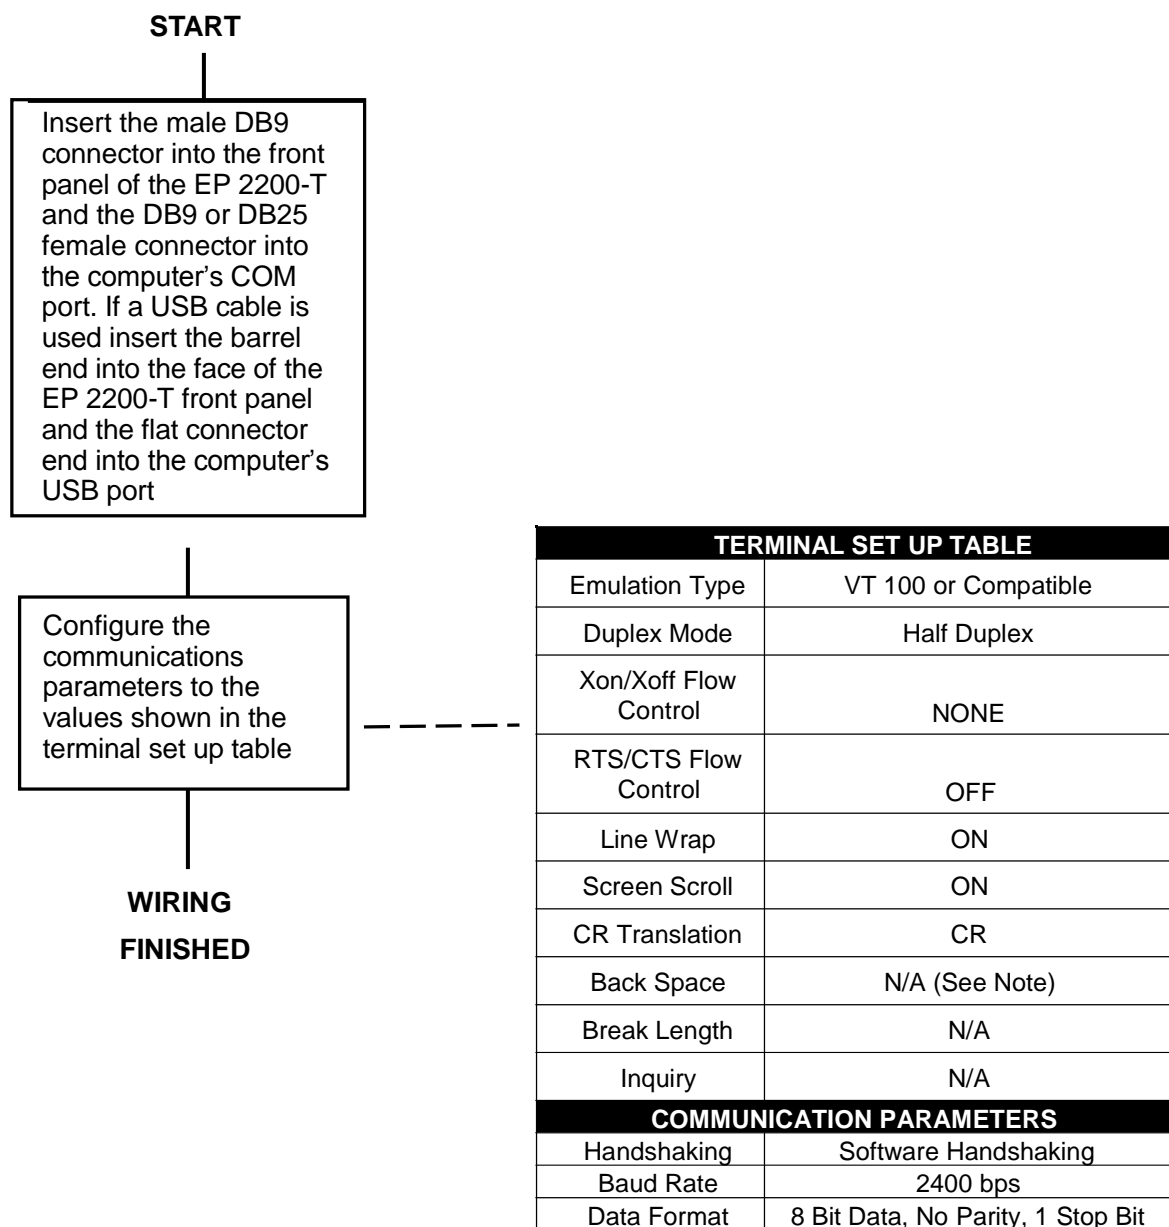 START
Insert the male DB9
connector into the front
panel of the EP 2200-T
and the DB9 or DB25
female connector into
the computer's COM
port. If a USB cable is
used insert the barrel
end into the face of the
EP 2200-T front panel
and the flat connector
end into the computer's
USB port
Configure the
communications
parameters to the
values shown in the
terminal set up table
WIRING
FINISHED
TERMINAL SET UP TABLE
Emulation Type VT 100 or Compatible
Duplex Mode Half Duplex
Xon/Xoff Flow
Control NONE
RTS/CTS Flow
Control OFF
Line Wrap ON
Screen Scroll ON
CR Translation CR
Back Space N/A (See Note)
Break Length N/A
Inquiry N/A
COMMUNICATION PARAMETERS
Handshaking Software Handshaking
Baud Rate 2400 bps
Data Format 8 Bit Data, No Parity, 1 Stop Bit